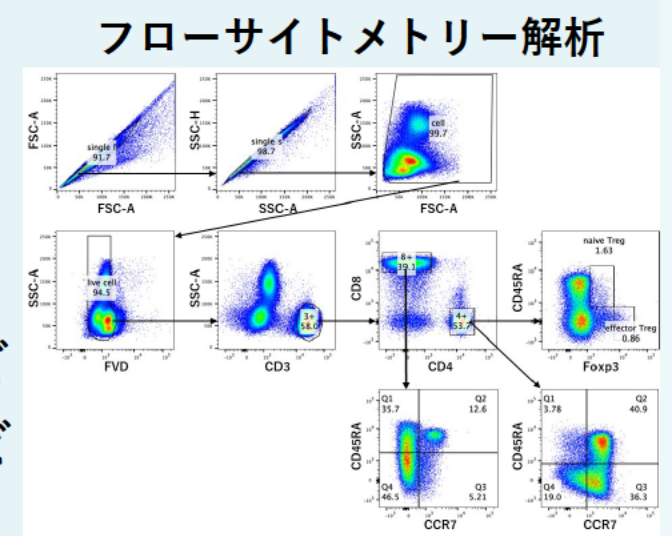 フローサイトメトリー解析
FSC-A
single f
91.7
FSC-A
SSC-H
single s
98.7
SSC-A
SSC-A
cell
99.7
FSC-A
SSC-A
live cell
94.5
FVD
SSC-A
3+
58.0
CD3
CD8
8+
39.1
4+
53.7
CD4
CD45RA
naive Treg
1.63
effector Treg
0.86
Foxp3
CD45RA
Q1
35.7
Q2
12.6
Q4
46.5
Q3
5.21
CCR7
CD45RA
Q1
3.78
Q2
40.9
Q4
19.0
Q3
36.3
CCR7